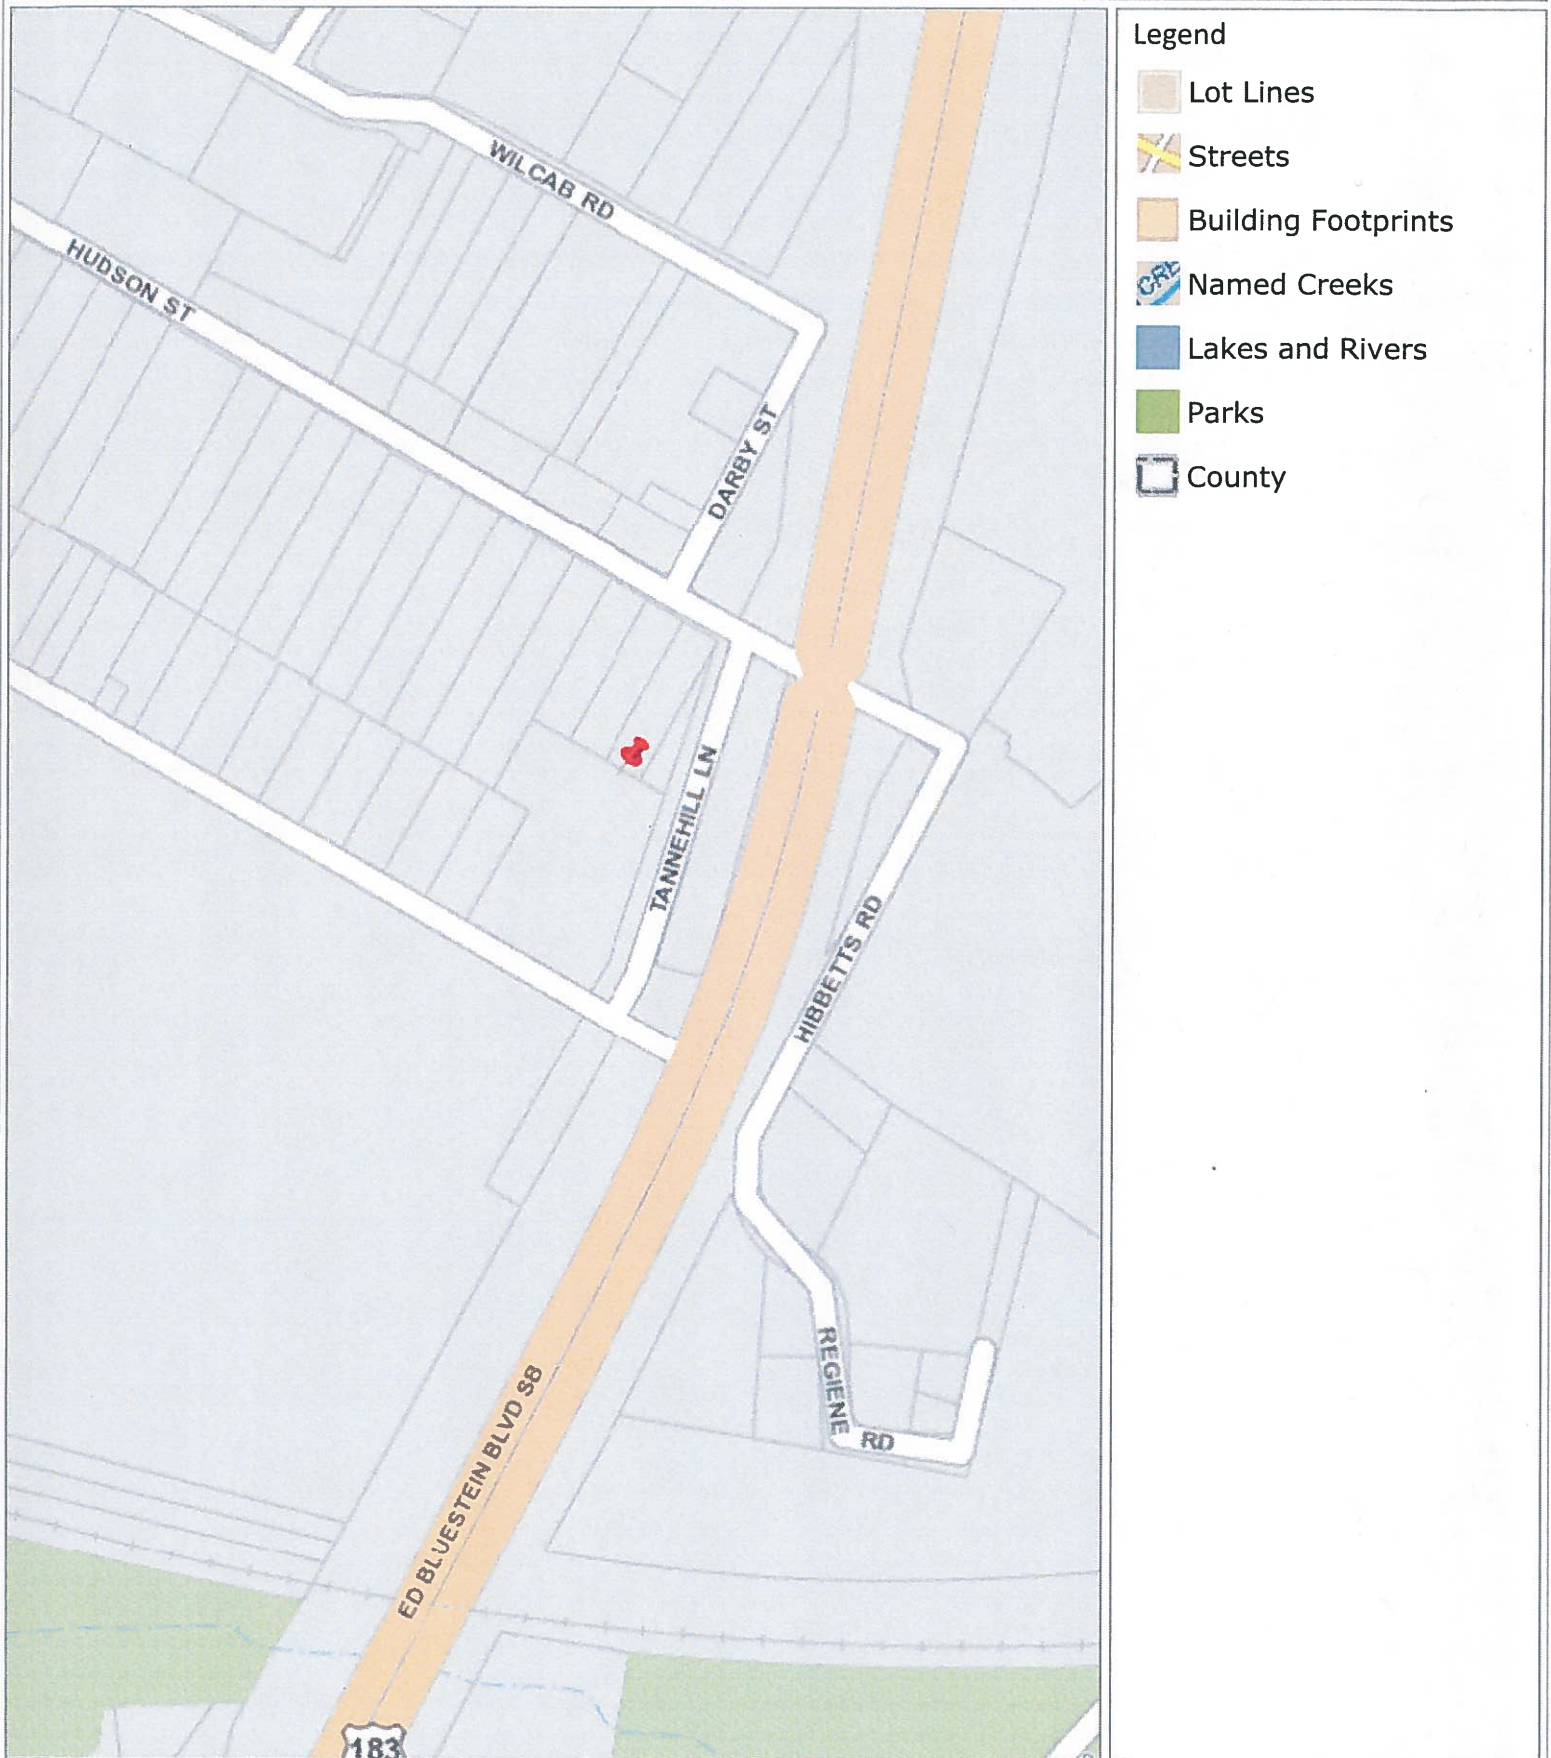 Legend
Lot Lines
Streets
Building Footprints
CRE
Named Creeks
Lakes and Rivers
Parks
County
WILCAB RD
HUDSON ST
DARBY ST
TANNEHILL LN
HIBBETTS RD
REGIENE RD
ED BLUESTEIN BLVD SB
183